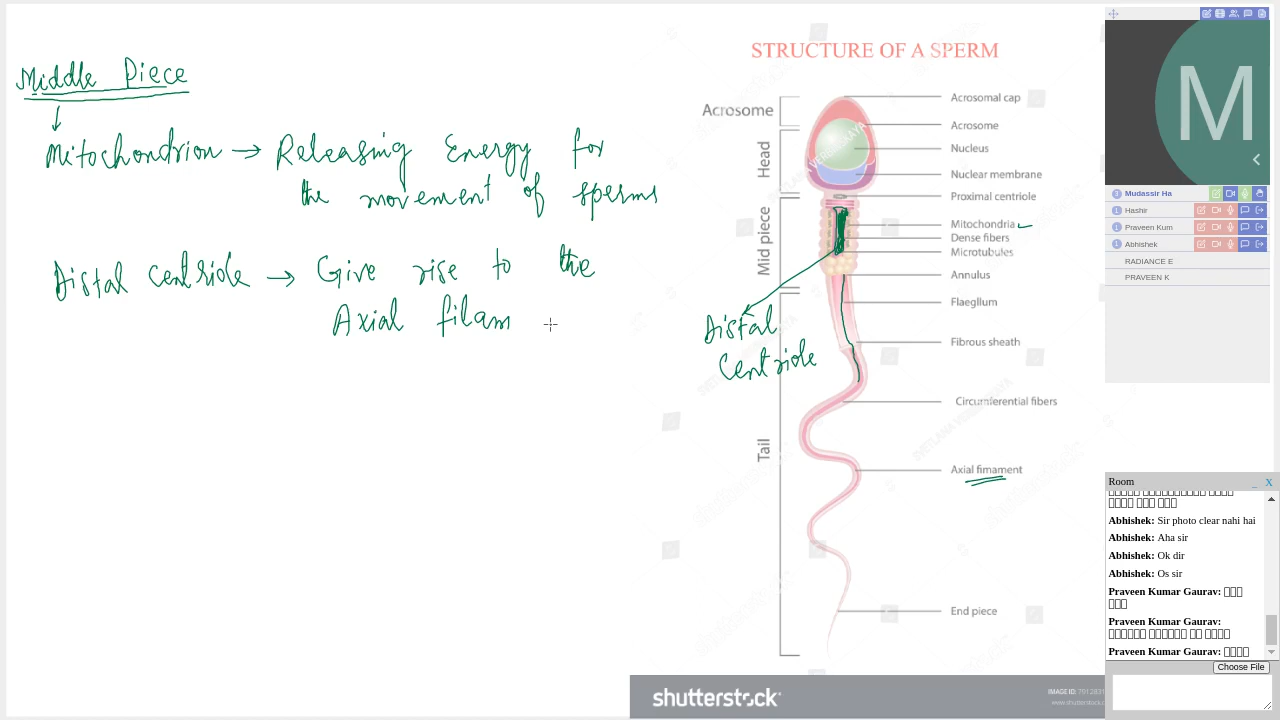 Middle Piece
Mitochondrion → Releasing Energy for
the movement of sperms
Distal Centriole → Give rise to the
Axial filam
STRUCTURE OF A SPERM
Acrosome
Head
Mid piece
Tail
Acrosomal cap
Acrosome
Nucleus
Nuclear membrane
Proximal centriole
Mitochondria
Dense fibers
Microtubules
Annulus
Flaegllum
Fibrous sheath
Circumferential fibers
Axial fimament
End piece
Distal
Centriole
shutterstock
IMAGE ID:
M
Mudassir Ha
Hashir
Praveen Kum
Abhishek
RADIANCE E
PRAVEEN K
Room
_ X
Abhishek: Sir photo clear nahi hai
Abhishek: Aha sir
Abhishek: Ok dir
Abhishek: Os sir
Praveen Kumar Gaurav:
Praveen Kumar Gaurav:
Praveen Kumar Gaurav:
Choose File